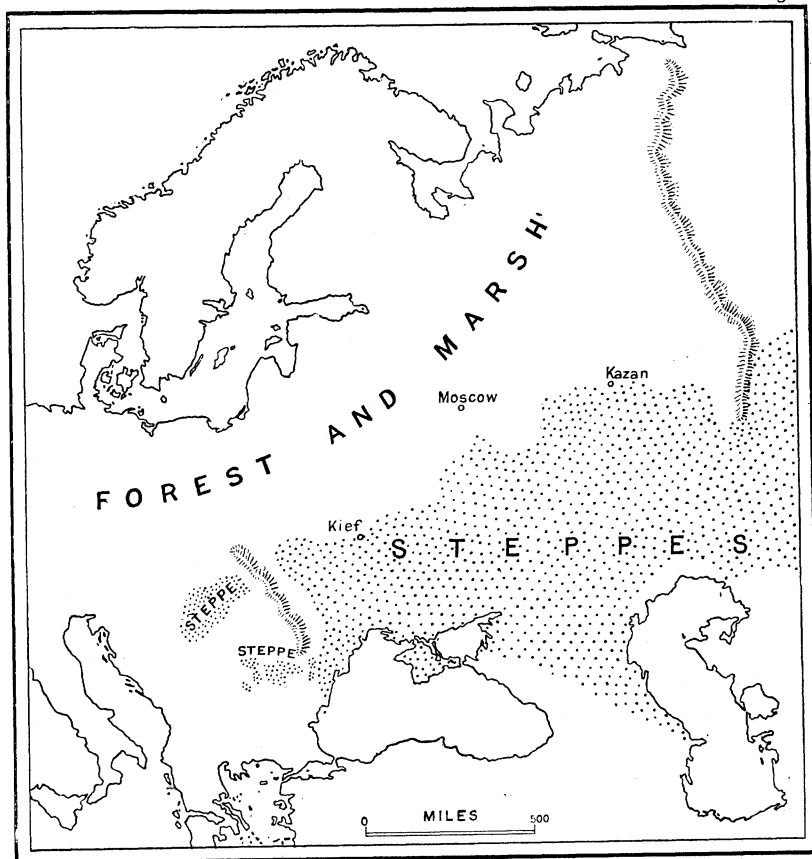 FOREST AND MARSH
Kazan
Moscow
Kief
STEPPES
STEPPE
STEPPE
0 MILES 500